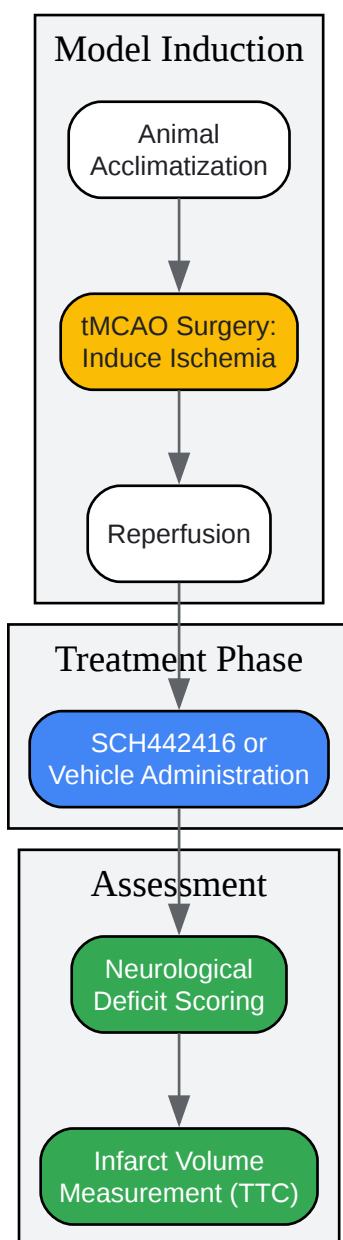 Model Induction
Animal
Acclimatization
tMCAO Surgery:
Induce Ischemia
Reperfusion
Treatment Phase
SCH442416 or
Vehicle Administration
Assessment
Neurological
Deficit Scoring
Infarct Volume
Measurement (TTC)